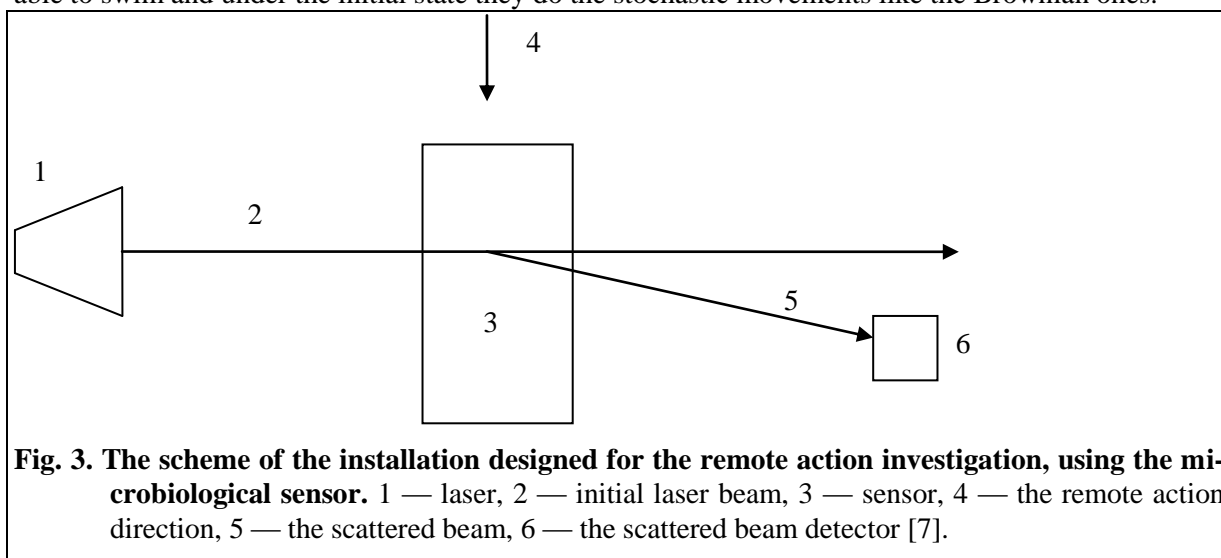 able to swim and under the initial state they do the stochastic movements like the Brownian ones.
4
1
2
5
3
6
Fig. 3. The scheme of the installation designed for the remote action investigation, using the mi-
crobiological sensor. 1 — laser, 2 — initial laser beam, 3 — sensor, 4 — the remote action
direction, 5 — the scattered beam, 6 — the scattered beam detector [7].